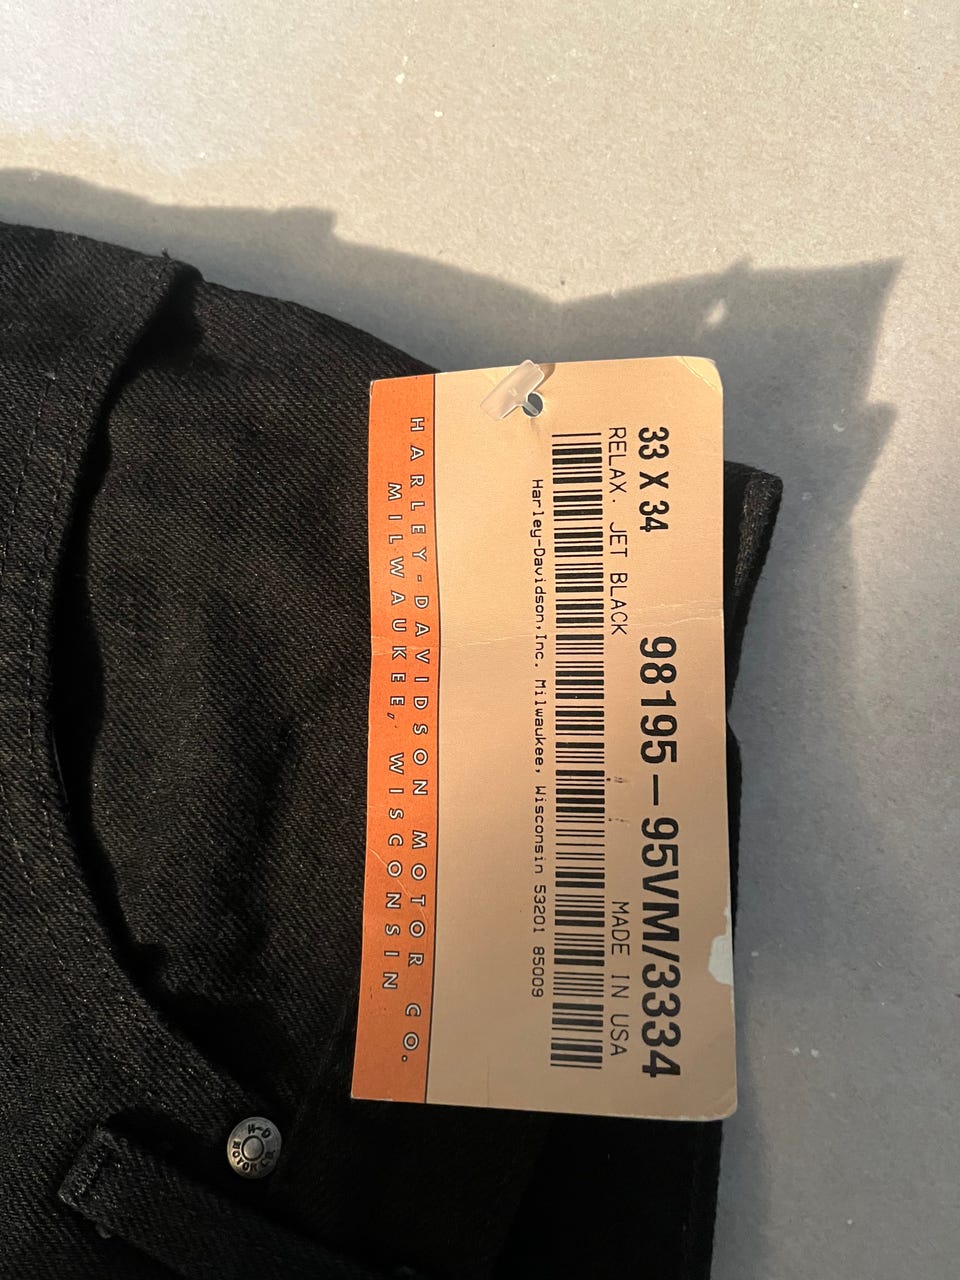 33 X 34 98195-95VM/3334
RELAX. JET BLACK MADE IN USA
Harley-Davidson, Inc. Milwaukee, Wisconsin 53201 85009
HARLEY-DAVIDSON MOTOR CO.
MILWAUKEE, WISCONSIN
H-D
MOTOR